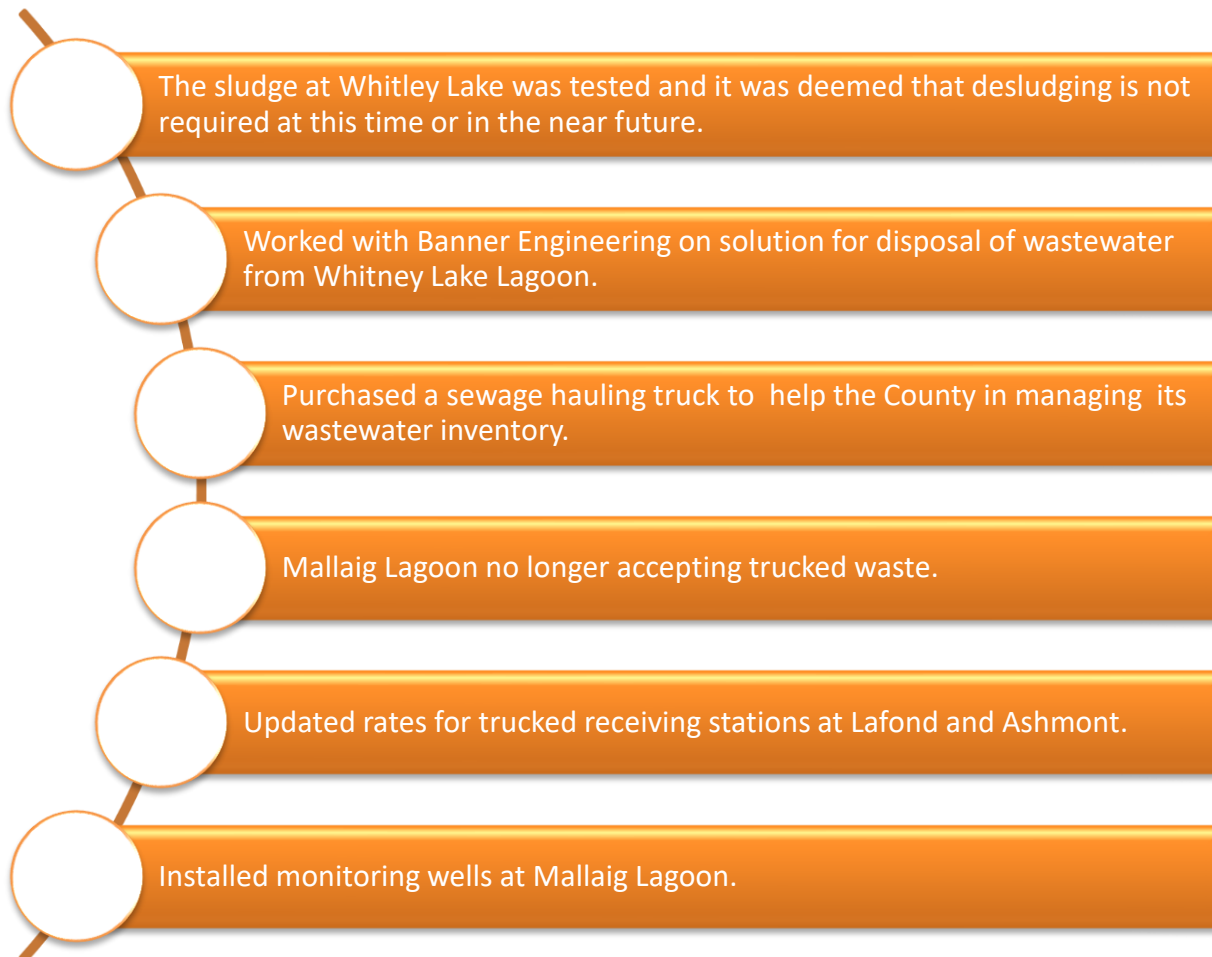 The sludge at Whitley Lake was tested and it was deemed that desludging is not
required at this time or in the near future.
Worked with Banner Engineering on solution for disposal of wastewater
from Whitney Lake Lagoon.
Purchased a sewage hauling truck to  help the County in managing  its
wastewater inventory.
Mallaig Lagoon no longer accepting trucked waste.
Updated rates for trucked receiving stations at Lafond and Ashmont.
Installed monitoring wells at Mallaig Lagoon.